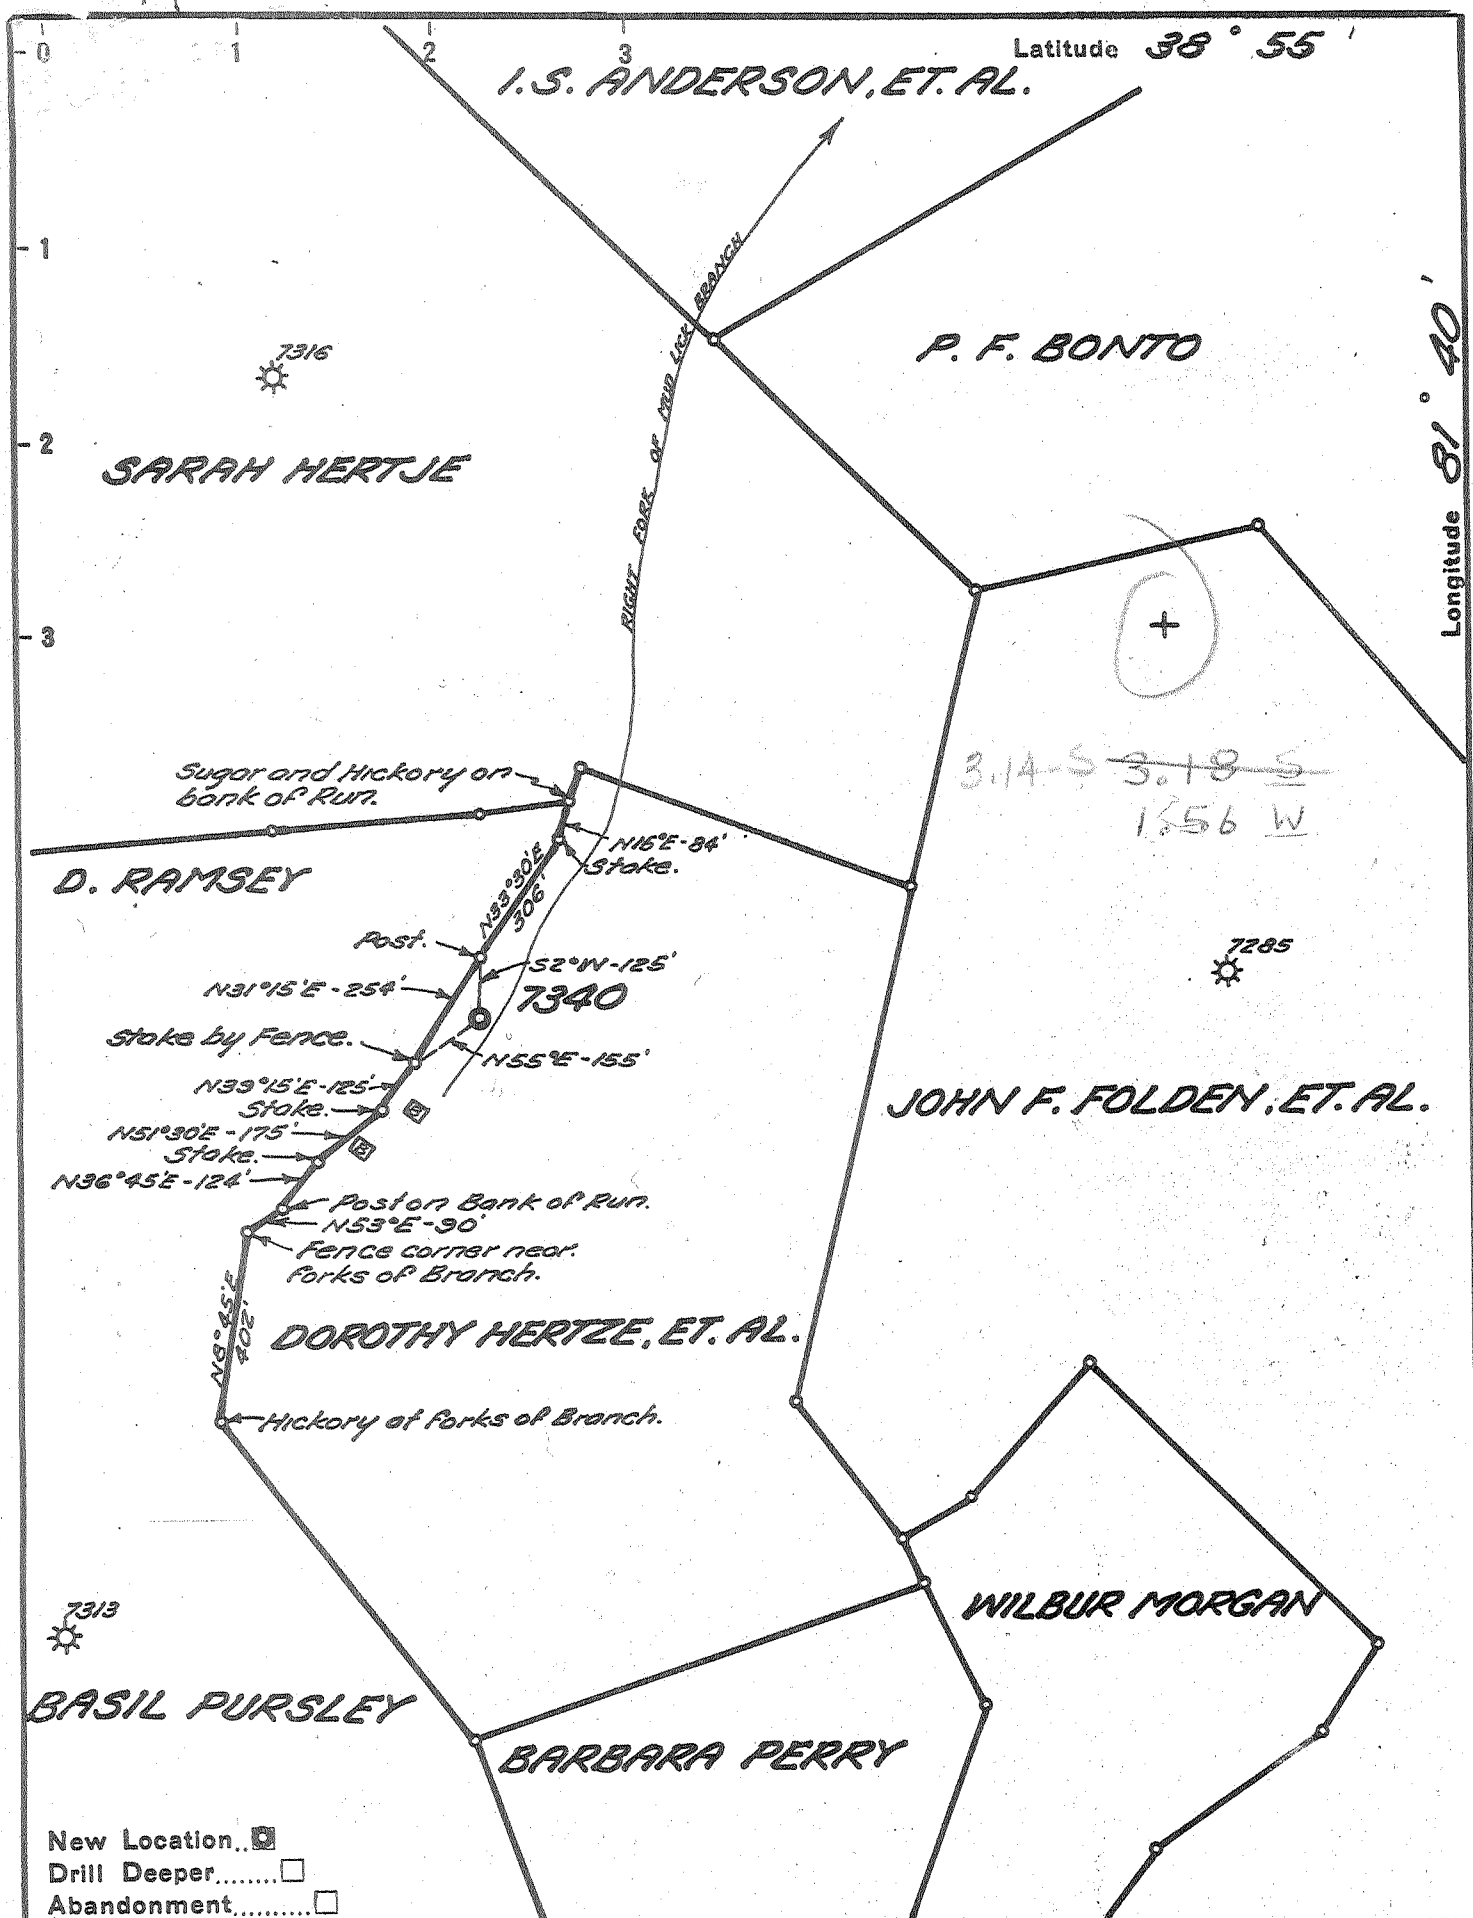 0 1 2 3
Latitude 38° 55'
I.S. ANDERSON, ET. AL.
1
BRANCH
LICK
MUD
OF
FORK
RIGHT
Longitude 81° 40'
7316
P. F. BONTO
2
SARAH HERTJE
3
3.14 S 3.18 S
1.56 W
Sugar and Hickory on
bank of Run.
N16°E-84'
Stake.
D. RAMSEY
N33°30'E
306'
Post.
S2°W-125'
7285
N31°15'E-254'
7340
Stake by Fence.
N55°E-155'
N39°15'E-125'
Stake.
JOHN F. FOLDEN, ET. AL.
N51°30'E-175'
Stake.
N36°45'E-124'
Post on Bank of Run.
N53°E-90'
Fence corner near
forks of Branch.
N8°45'E
402'
DOROTHY HERTZE, ET. AL.
Hickory at forks of Branch.
7313
WILBUR MORGAN
BASIL PURSLEY
BARBARA PERRY
New Location..
Drill Deeper........
Abandonment..........